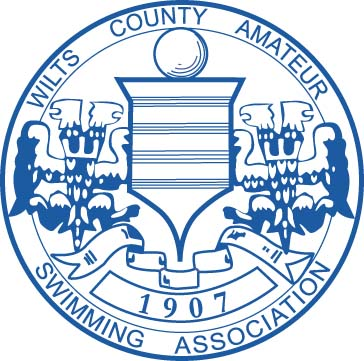 WILTS COUNTY AMATEUR
SWIMMING ASSOCIATION
1907